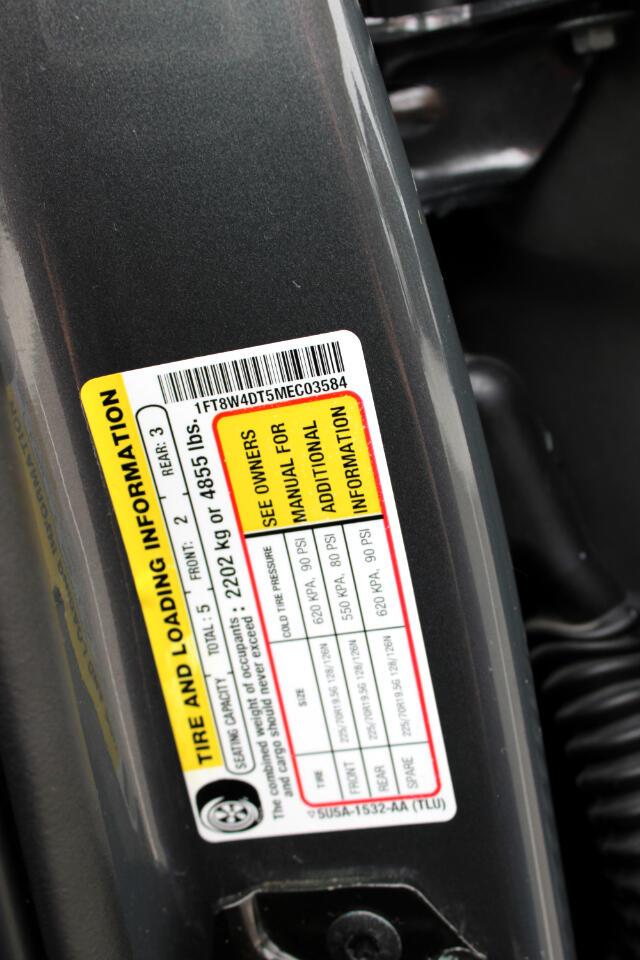 TIRE AND LOADING INFORMATION
SEATING CAPACITY TOTAL : 5 FRONT: 2 REAR: 3
The combined weight of occupants and cargo should never exceed : 2202 kg or 4855 lbs.
1FT8W4DT5MEC03584
TIRE SIZE COLD TIRE PRESSURE
FRONT 225/70R19.5G 128/126N 620 KPA, 90 PSI
REAR 225/70R19.5G 128/126N 550 KPA, 80 PSI
SPARE 225/70R19.5G 128/126N 620 KPA, 90 PSI
SEE OWNERS
MANUAL FOR
ADDITIONAL
INFORMATION
5U5A-1532-AA (TLU)